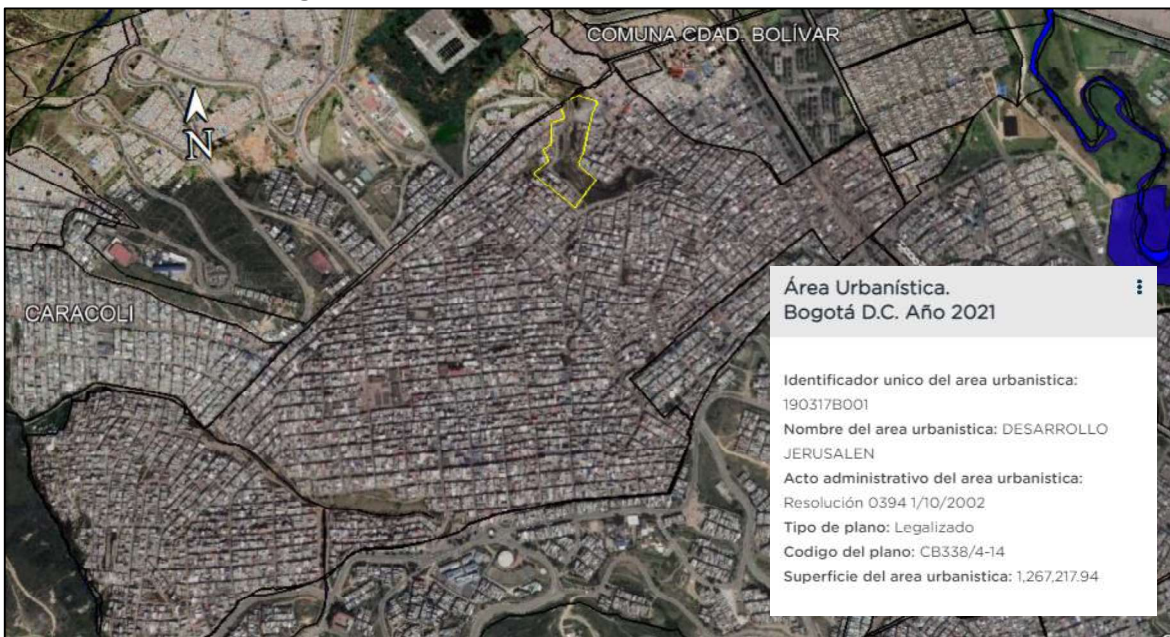 COMUNA CDAD. BOLÍVAR
N
CARACOLI
Área Urbanística.
Bogotá D.C. Año 2021
Identificador unico del area urbanistica:
190317B001
Nombre del area urbanistica: DESARROLLO
JERUSALEN
Acto administrativo del area urbanistica:
Resolución 0394 1/10/2002
Tipo de plano: Legalizado
Codigo del plano: CB338/4-14
Superficie del area urbanistica: 1,267,217.94